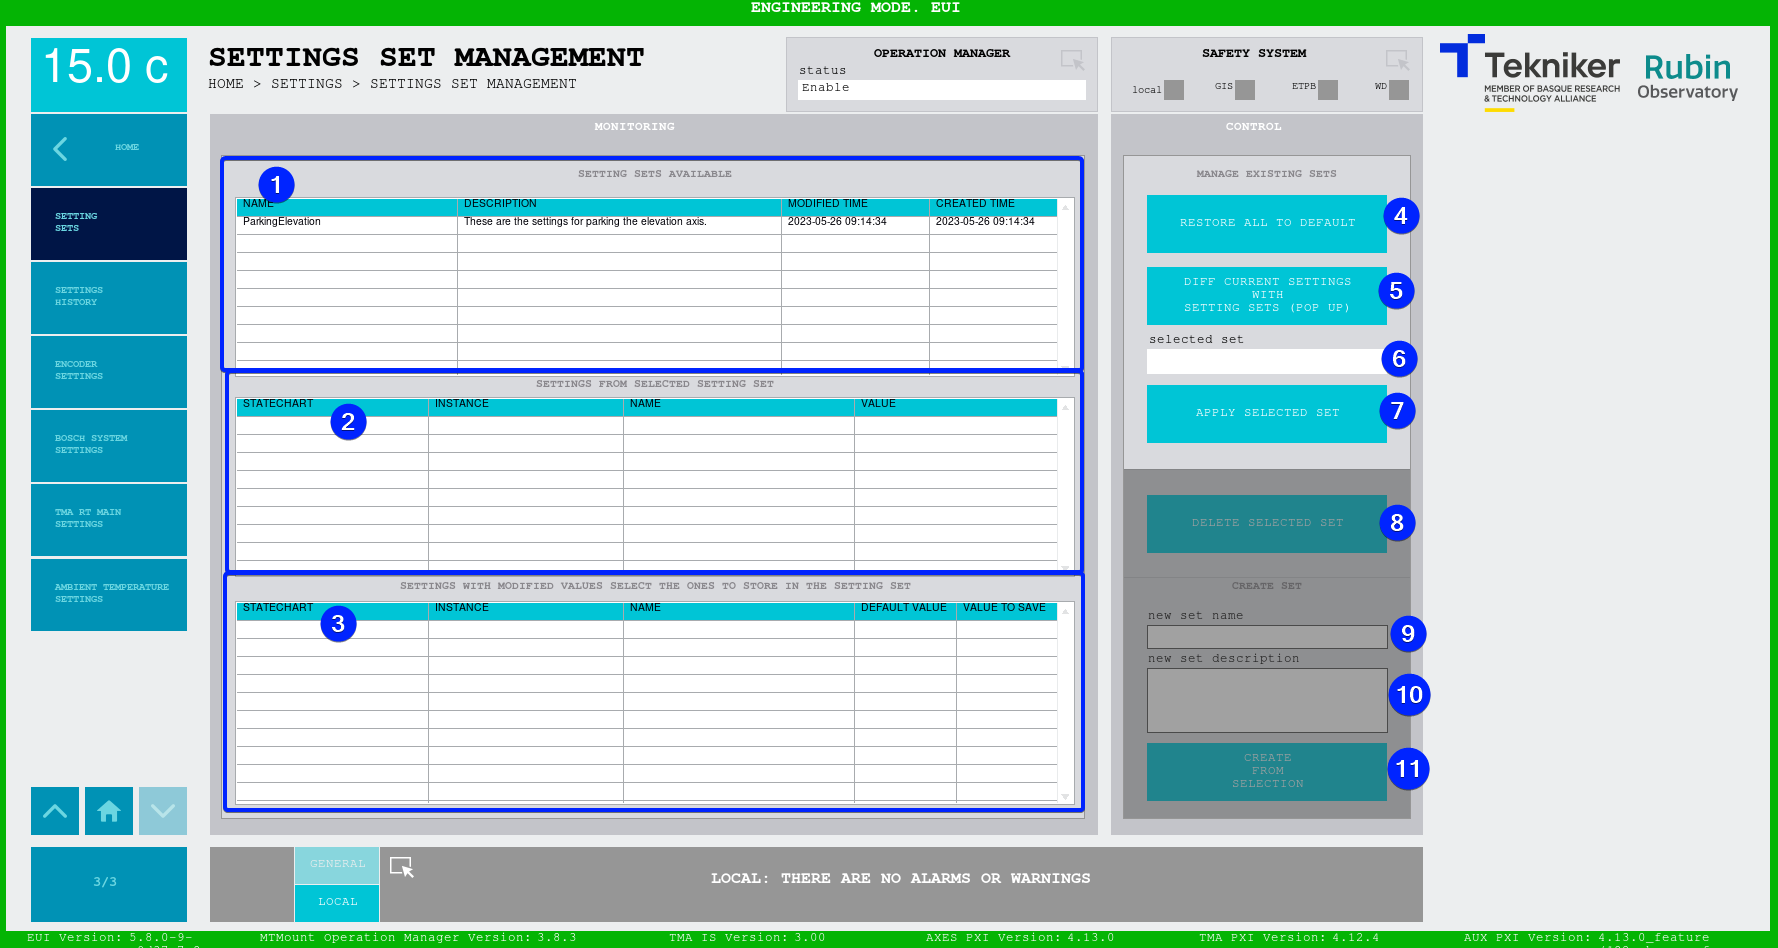 ENGINEERING MODE. EUI
15.0 c
SETTINGS SET MANAGEMENT
HOME > SETTINGS > SETTINGS SET MANAGEMENT
OPERATION MANAGER
status
Enable
SAFETY SYSTEM
local GIS ETPB WD
Tekniker
MEMBER OF BASQUE RESEARCH
& TECHNOLOGY ALLIANCE
Rubin
Observatory
HOME
SETTING
SETS
SETTINGS
HISTORY
ENCODER
SETTINGS
BOSCH SYSTEM
SETTINGS
TMA RT MAIN
SETTINGS
AMBIENT TEMPERATURE
SETTINGS
3/3
MONITORING
SETTING SETS AVAILABLE
1
NAME DESCRIPTION MODIFIED TIME CREATED TIME
ParkingElevation These are the settings for parking the elevation axis. 2023-05-26 09:14:34 2023-05-26 09:14:34
SETTINGS FROM SELECTED SETTING SET
STATECHART INSTANCE NAME VALUE
2
SETTINGS WITH MODIFIED VALUES SELECT THE ONES TO STORE IN THE SETTING SET
STATECHART INSTANCE NAME DEFAULT VALUE VALUE TO SAVE
3
CONTROL
MANAGE EXISTING SETS
RESTORE ALL TO DEFAULT
4
DIFF CURRENT SETTINGS
WITH
SETTING SETS (POP UP)
5
selected set
6
APPLY SELECTED SET
7
DELETE SELECTED SET
8
CREATE SET
new set name
9
new set description
10
CREATE
FROM
SELECTION
11
GENERAL
LOCAL
LOCAL: THERE ARE NO ALARMS OR WARNINGS
EUI Version: 5.8.0-9- MTMount Operation Manager Version: 3.8.3 TMA IS Version: 3.00 AXES PXI Version: 4.13.0 TMA PXI Version: 4.12.4 AUX PXI Version: 4.13.0_feature